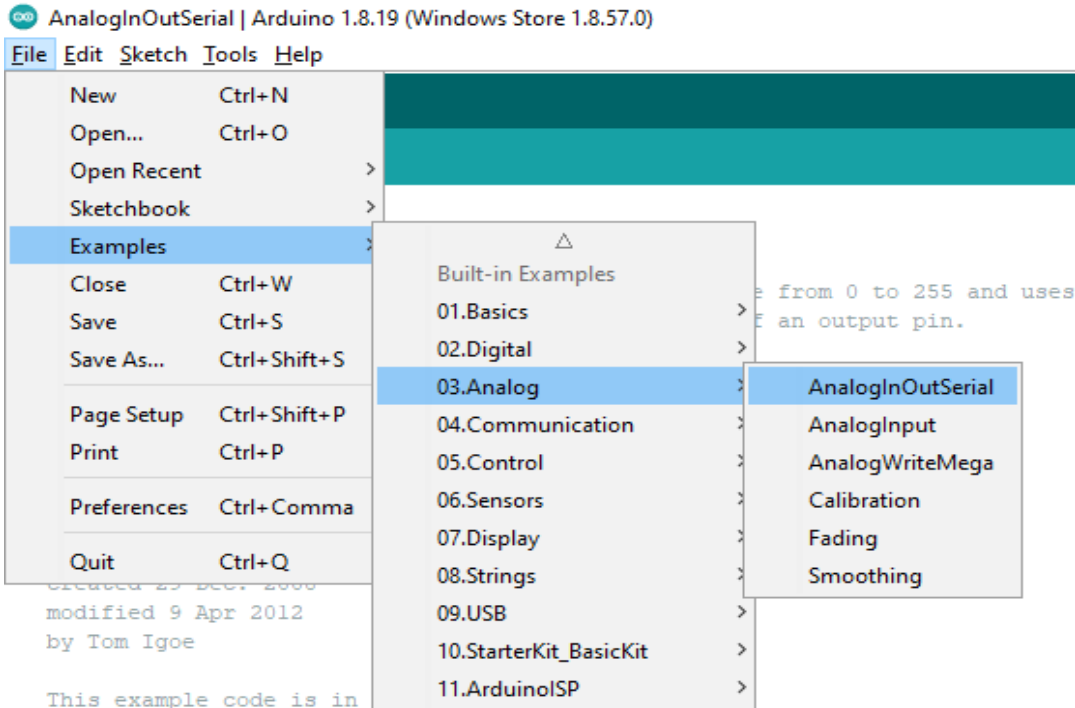 AnalogInOutSerial | Arduino 1.8.19 (Windows Store 1.8.57.0)
File Edit Sketch Tools Help
New Ctrl+N
Open... Ctrl+O
Open Recent
Sketchbook
Examples
Close Ctrl+W
Save Ctrl+S
Save As... Ctrl+Shift+S
Page Setup Ctrl+Shift+P
Print Ctrl+P
Preferences Ctrl+Comma
Quit Ctrl+Q
Built-in Examples
01.Basics
02.Digital
03.Analog
04.Communication
05.Control
06.Sensors
07.Display
08.Strings
09.USB
10.StarterKit_BasicKit
11.ArduinoISP
AnalogInOutSerial
AnalogInput
AnalogWriteMega
Calibration
Fading
Smoothing
from 0 to 255 and uses
an output pin.
modified 9 Apr 2012
by Tom Igoe
This example code is in